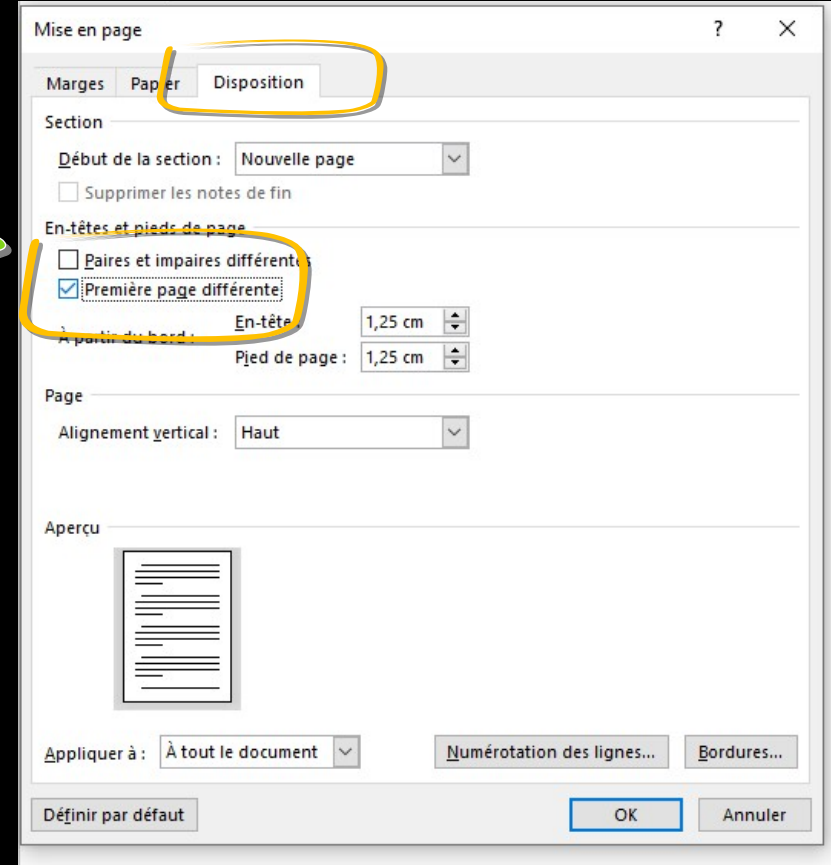 Mise en page ? ×
Marges Papier Disposition
Section
Début de la section : Nouvelle page
Supprimer les notes de fin
En-têtes et pieds de page
Paires et impaires différentes
Première page différente
En-tête : 1,25 cm
À partir du bord :
Pied de page : 1,25 cm
Page
Alignement vertical : Haut
Aperçu
Appliquer à : À tout le document Numérotation des lignes... Bordures...
Définir par défaut OK Annuler